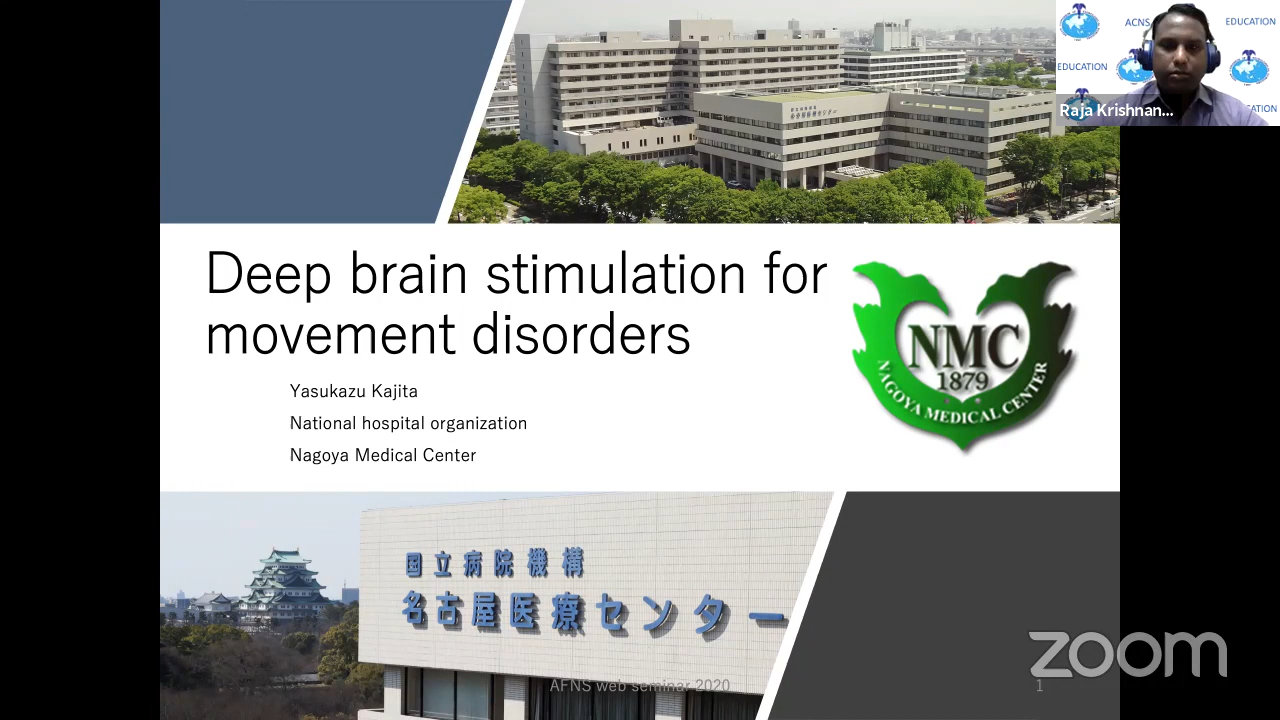 ACNS
EDUCATION
EDUCATION
Raja Krishnan...
Deep brain stimulation for
movement disorders
Yasukazu Kajita
National hospital organization
Nagoya Medical Center
NMC
1879
NAGOYA MEDICAL CENTER
国立病院機構
名古屋医療センター
AFNS web seminar 2020
1
zoom